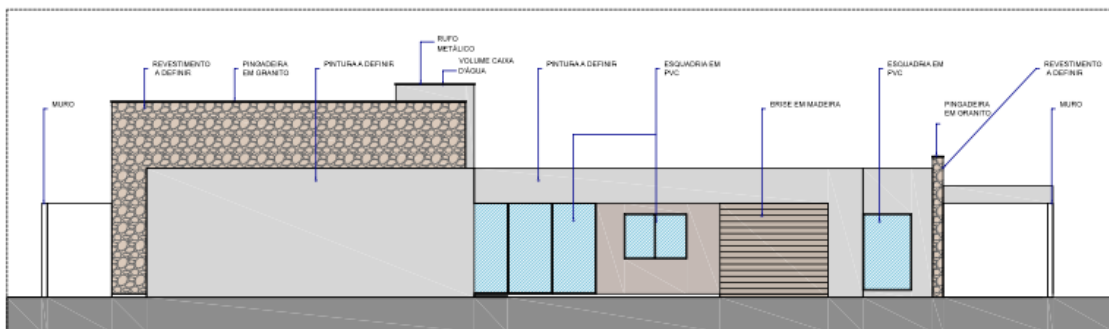 MURO
REVESTIMENTO
A DEFINIR
PINGADEIRA
EM GRANITO
PINTURA A DEFINIR
RUFO
METÁLICO
VOLUME CAIXA
D'ÁGUA
PINTURA A DEFINIR
ESQUADRIA EM
PVC
BRISE EM MADEIRA
ESQUADRIA EM
PVC
PINGADEIRA
EM GRANITO
REVESTIMENTO
A DEFINIR
MURO